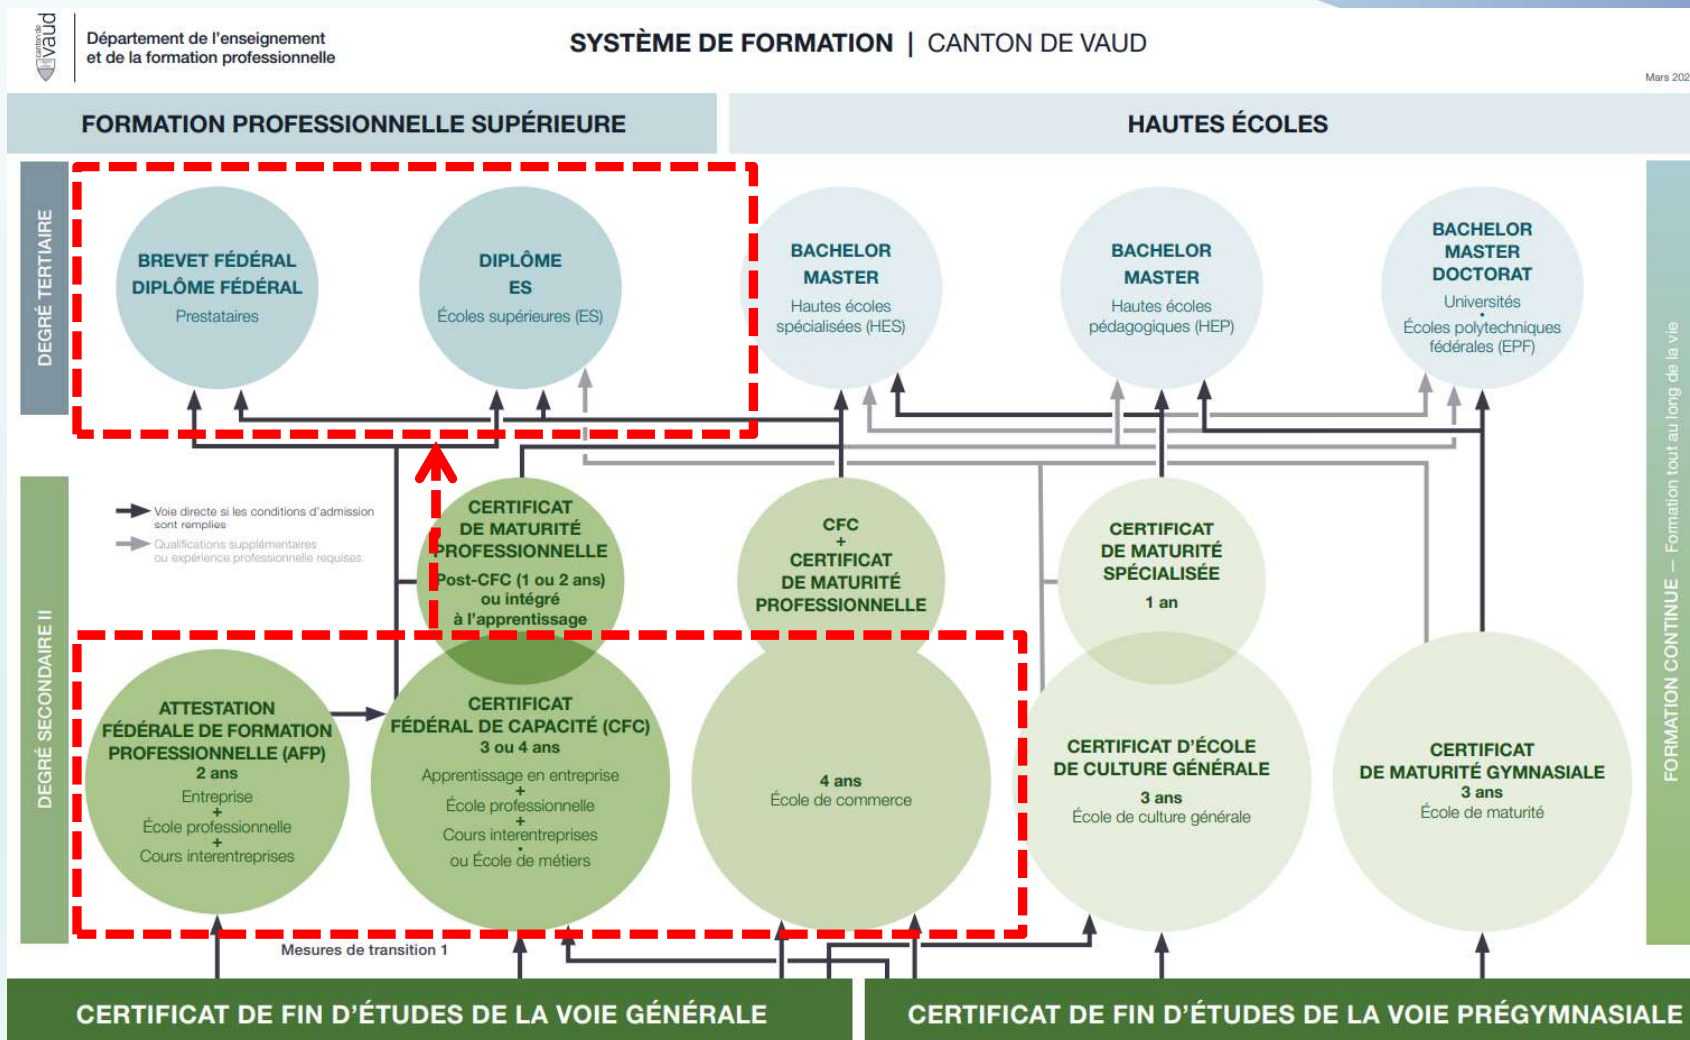 canton de
vaud
Département de l'enseignement
et de la formation professionnelle
SYSTÈME DE FORMATION | CANTON DE VAUD
Mars 202
FORMATION PROFESSIONNELLE SUPÉRIEURE
HAUTES ÉCOLES
DEGRÉ TERTIAIRE
BREVET FÉDÉRAL
DIPLÔME FÉDÉRAL
Prestataires
DIPLÔME
ES
Écoles supérieures (ES)
BACHELOR
MASTER
Hautes écoles
spécialisées (HES)
BACHELOR
MASTER
Hautes écoles
pédagogiques (HEP)
BACHELOR
MASTER
DOCTORAT
Universités
•
Écoles polytechniques
fédérales (EPF)
FORMATION CONTINUE — Formation tout au long de la vie
DEGRÉ SECONDAIRE II
Voie directe si les conditions d'admission
sont remplies
Qualifications supplémentaires
ou expérience professionnelle requises
CERTIFICAT
DE MATURITÉ
PROFESSIONNELLE
Post-CFC (1 ou 2 ans)
ou intégré
à l'apprentissage
CFC
+
CERTIFICAT
DE MATURITÉ
PROFESSIONNELLE
CERTIFICAT
DE MATURITÉ
SPÉCIALISÉE
1 an
ATTESTATION
FÉDÉRALE DE FORMATION
PROFESSIONNELLE (AFP)
2 ans
Entreprise
+
École professionnelle
+
Cours interentreprises
CERTIFICAT
FÉDÉRAL DE CAPACITÉ (CFC)
3 ou 4 ans
Apprentissage en entreprise
+
École professionnelle
+
Cours interentreprises
•
ou École de métiers
4 ans
École de commerce
CERTIFICAT D'ÉCOLE
DE CULTURE GÉNÉRALE
3 ans
École de culture générale
CERTIFICAT
DE MATURITÉ GYMNASIALE
3 ans
École de maturité
Mesures de transition 1
CERTIFICAT DE FIN D'ÉTUDES DE LA VOIE GÉNÉRALE
CERTIFICAT DE FIN D'ÉTUDES DE LA VOIE PRÉGYMNASIALE